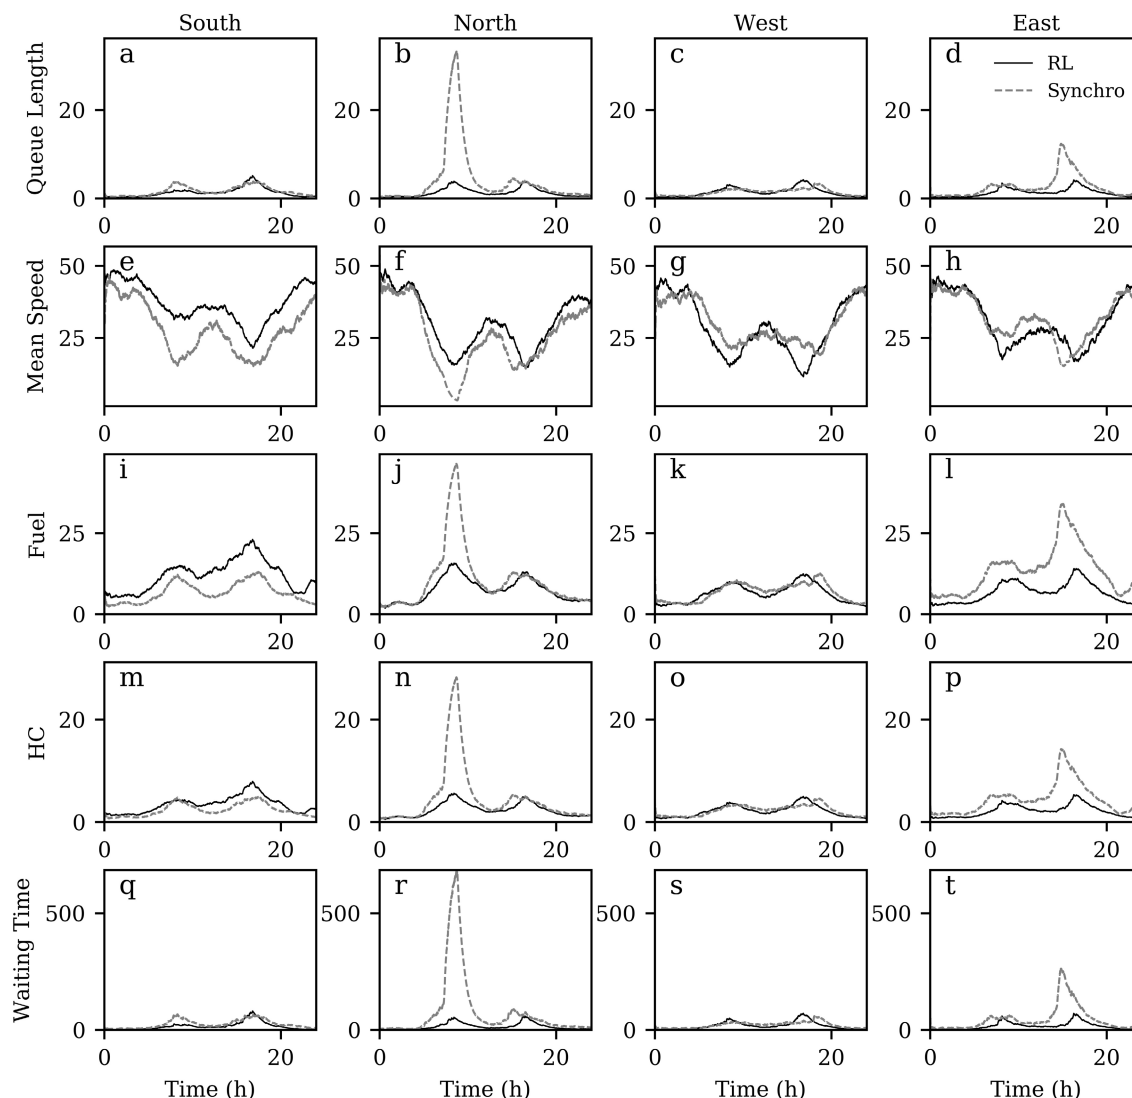 South North West East
Queue Length
a b c d
RL
Synchro
20
0 0 0 0
0 20 0 20 0 20 0 20
Mean Speed
e f g h
50 50 50 50
25 25 25 25
0 20 0 20 0 20 0 20
Fuel
i j k l
25 25 25 25
0 0 0 0
0 20 0 20 0 20 0 20
HC
m n o p
20 20 20 20
0 0 0 0
0 20 0 20 0 20 0 20
Waiting Time
q r s t
500 500 500 500
0 0 0 0
0 20 0 20 0 20 0 20
Time (h) Time (h) Time (h) Time (h)